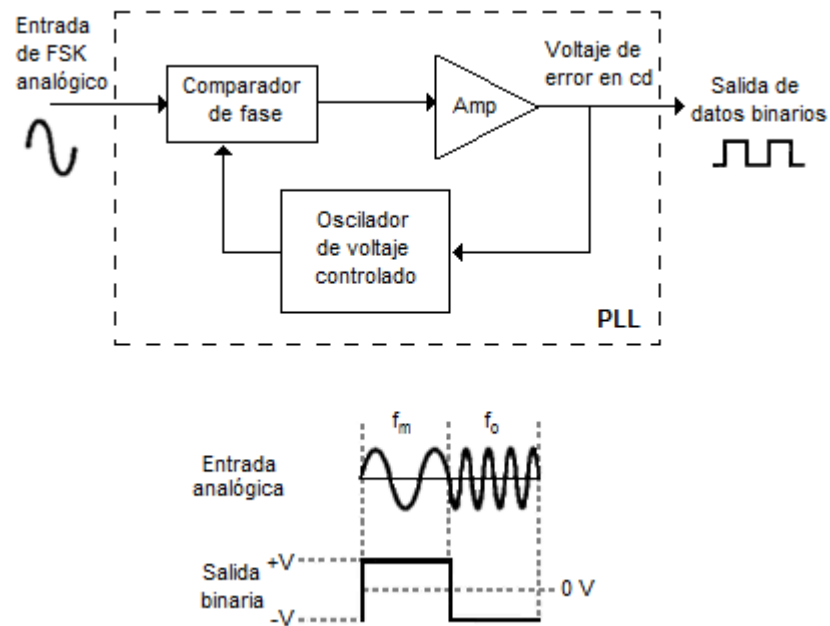 Entrada
de FSK
analógico
Comparador
de fase
Amp
Voltaje de
error en cd
Salida de
datos binarios
Oscilador
de voltaje
controlado
PLL
fm
fo
Entrada
analógica
Salida
binaria
+V
0 V
-V